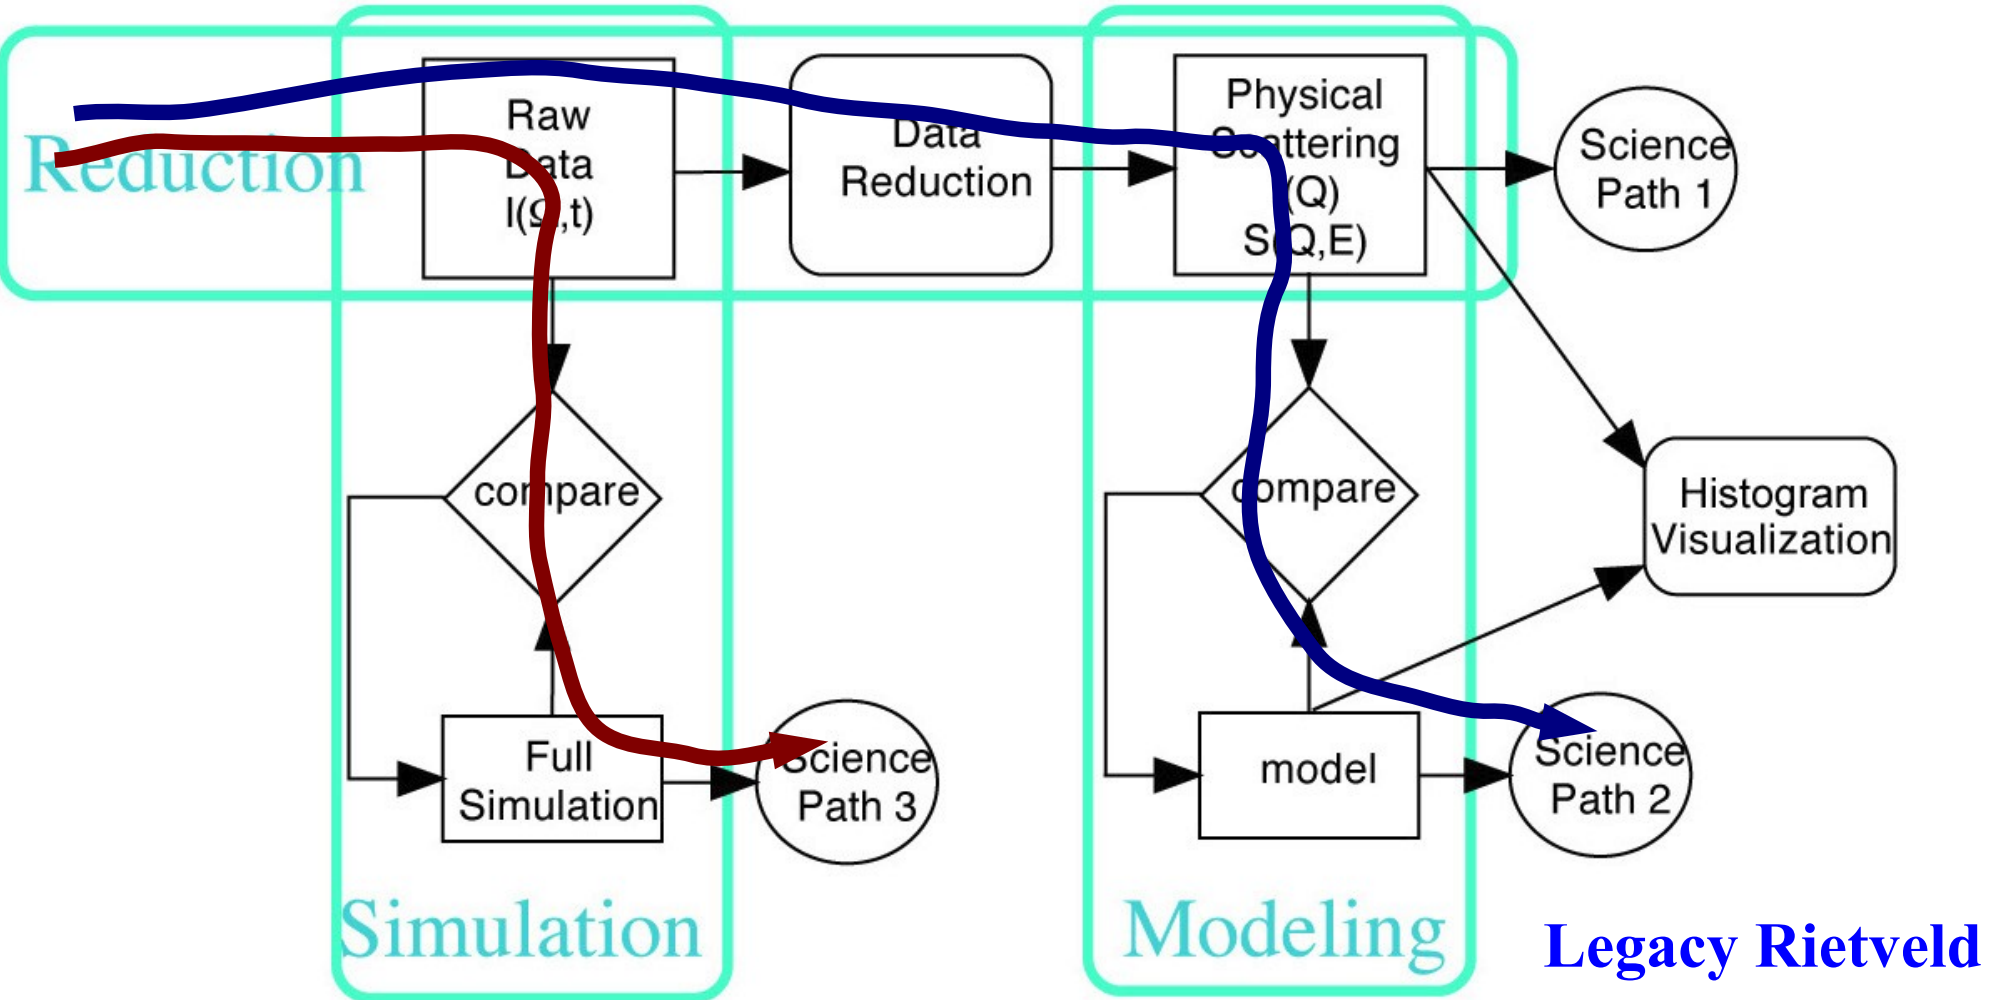 Reduction
Raw
Data
I(Ω,t)
Data
Reduction
Physical
Scattering
(Q)
S(Q,E)
Science
Path 1
compare
compare
Histogram
Visualization
Full
Simulation
Science
Path 3
model
Science
Path 2
Simulation
Modeling
Legacy Rietveld